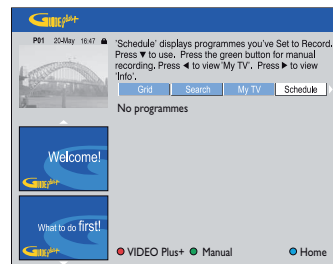 GUIDE plus+
P01 20-May 16:47
'Schedule' displays programmes you've Set to Record.
Press ▼ to use. Press the green button for manual
recording. Press ◄ to view 'My TV'. Press ► to view
'Info'.
Grid Search My TV Schedule
No programmes
Welcome!
GUIDE plus+
What to do first!
GUIDE plus+
VIDEO Plus+ Manual Home